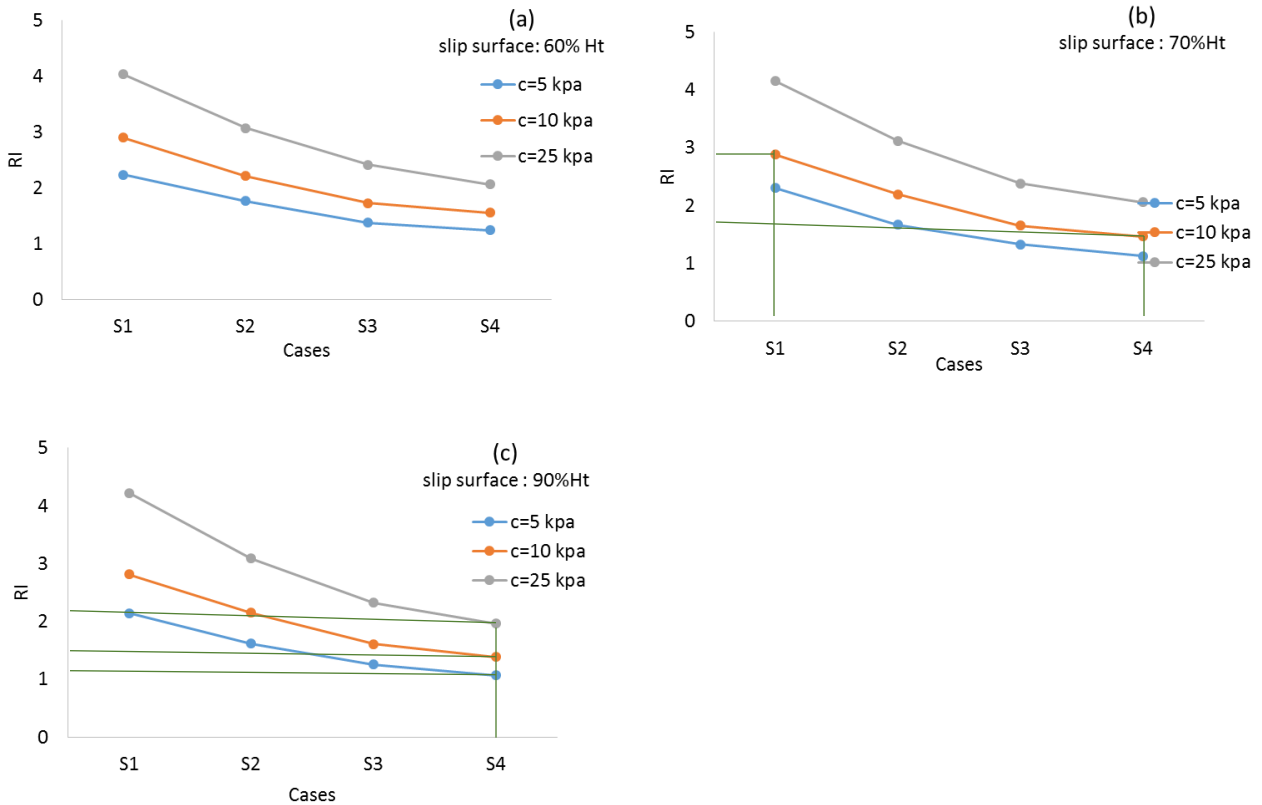 (a)
slip surface: 60% Ht
c=5 kpa
c=10 kpa
c=25 kpa
5
4
3
2
1
0
RI
S1 S2 S3 S4
Cases
(b)
slip surface : 70%Ht
c=5 kpa
c=10 kpa
c=25 kpa
5
4
3
2
1
0
RI
S1 S2 S3 S4
Cases
(c)
slip surface : 90%Ht
c=5 kpa
c=10 kpa
c=25 kpa
5
4
3
2
1
0
RI
S1 S2 S3 S4
Cases